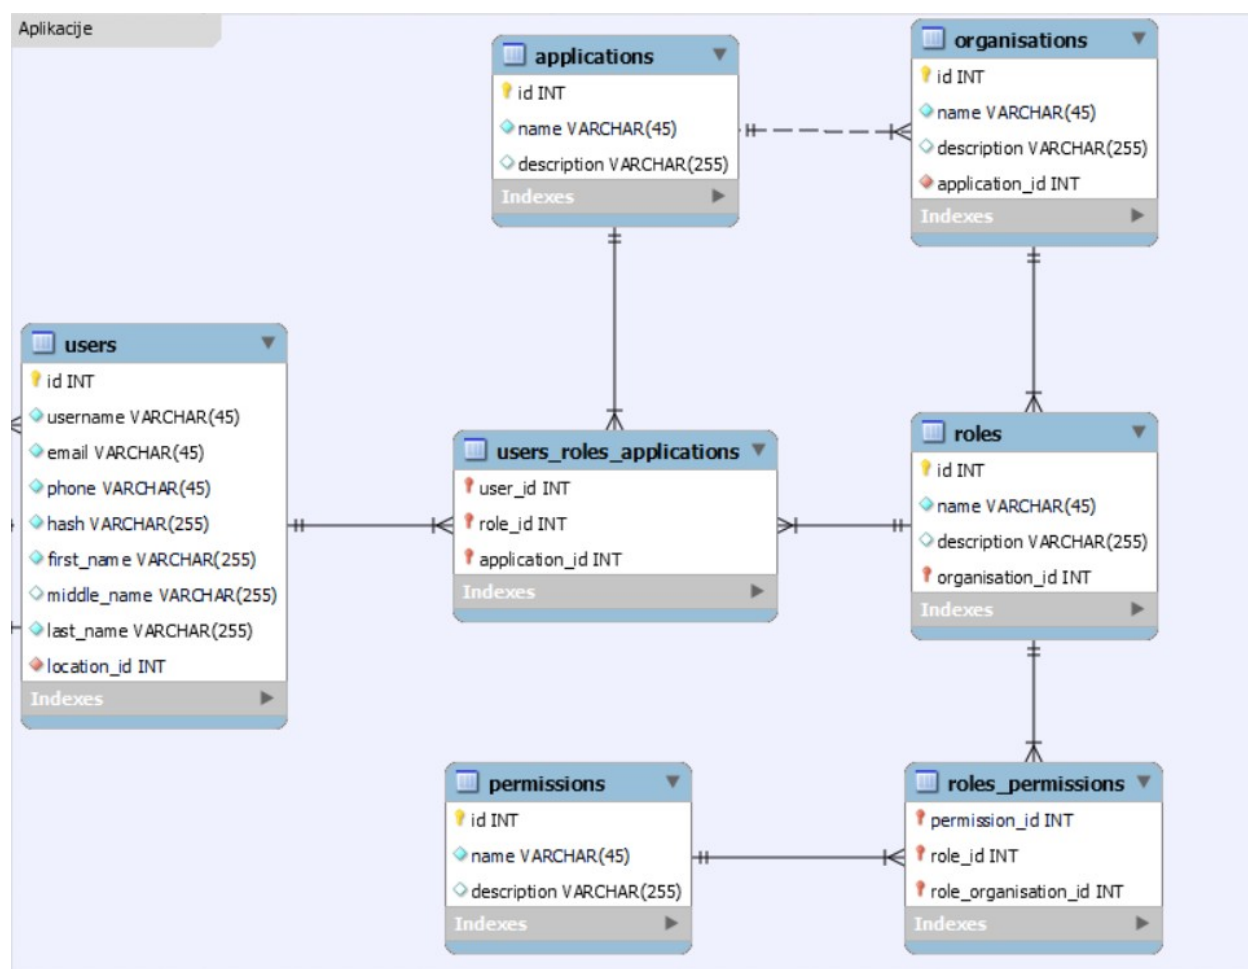 Aplikacije
applications
id INT
name VARCHAR(45)
description VARCHAR(255)
Indexes
organisations
id INT
name VARCHAR(45)
description VARCHAR(255)
application_id INT
Indexes
users
id INT
username VARCHAR(45)
email VARCHAR(45)
phone VARCHAR(45)
hash VARCHAR(255)
first_name VARCHAR(255)
middle_name VARCHAR(255)
last_name VARCHAR(255)
location_id INT
Indexes
users_roles_applications
user_id INT
role_id INT
application_id INT
Indexes
roles
id INT
name VARCHAR(45)
description VARCHAR(255)
organisation_id INT
Indexes
permissions
id INT
name VARCHAR(45)
description VARCHAR(255)
Indexes
roles_permissions
permission_id INT
role_id INT
role_organisation_id INT
Indexes